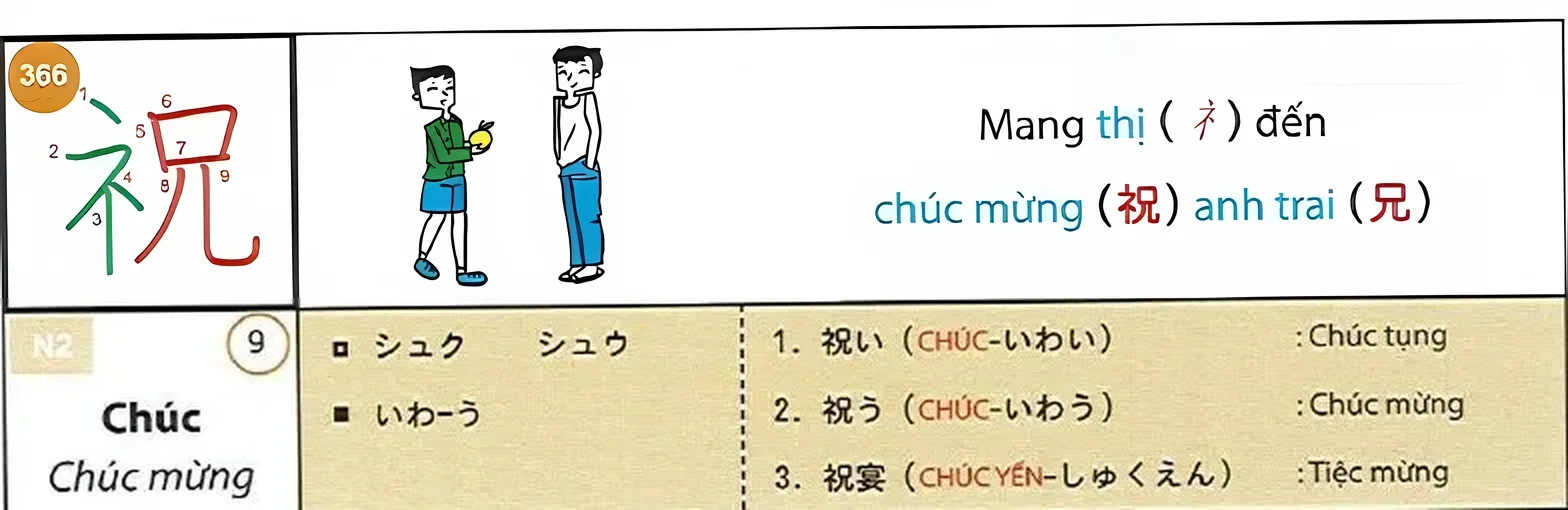 366
祝
1
2
3
4
5
6
7
8
9
Mang thị (礻) đến
chúc mừng (祝) anh trai (兄)
N2
9
Chúc
Chúc mừng
シュク シュウ
いわ-う
1. 祝い (CHÚC-いわい) : Chúc tụng
2. 祝う (CHÚC-いわう) : Chúc mừng
3. 祝宴 (CHÚC YẾN-しゅくえん) : Tiệc mừng